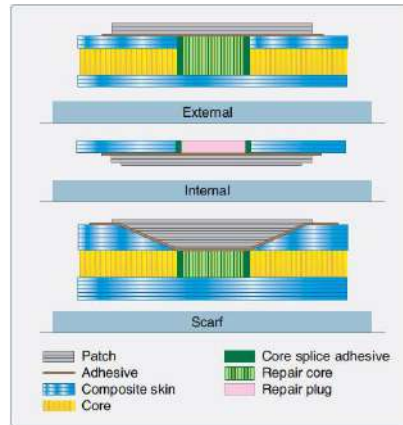 External
Internal
Scarf
Patch
Adhesive
Composite skin
Core
Core splice adhesive
Repair core
Repair plug